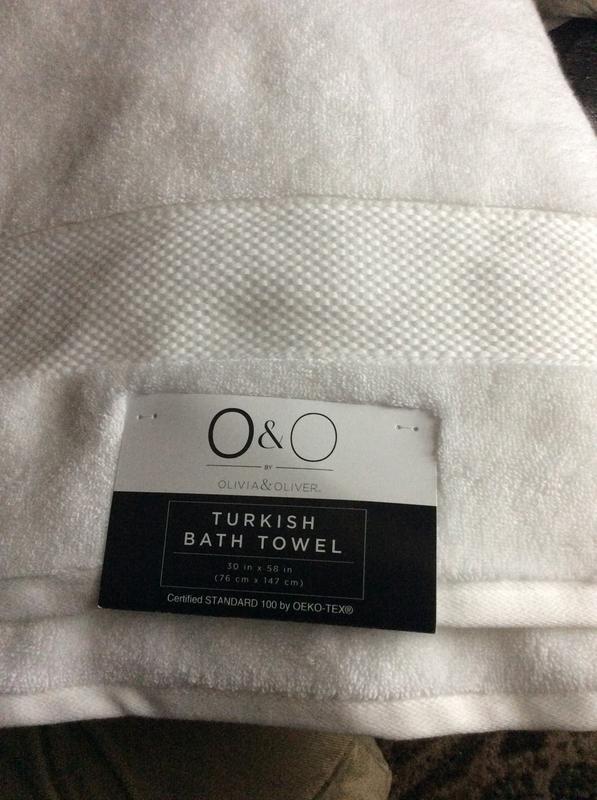 O&O
BY
OLIVIA&OLIVER®
TURKISH
BATH TOWEL
30 in x 58 in
(76 cm x 147 cm)
Certified STANDARD 100 by OEKO-TEX®